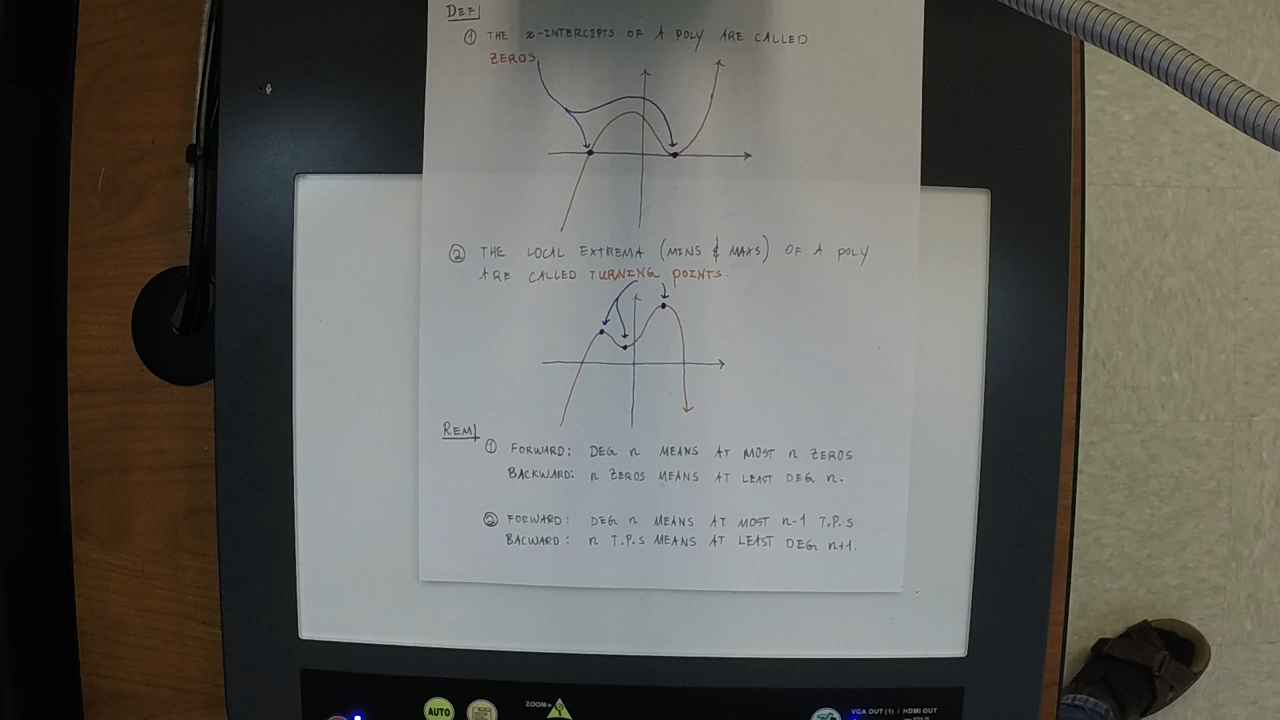 DEF
① THE x-INTERCEPTS OF A POLY ARE CALLED
ZEROS
② THE LOCAL EXTREMA (MINS & MAXS) OF A POLY
ARE CALLED TURNING POINTS.
REM
① FORWARD: DEG n MEANS AT MOST n ZEROS
BACKWARD: n ZEROS MEANS AT LEAST DEG n.
② FORWARD: DEG n MEANS AT MOST n-1 T.P.S
BACWARD: n T.P.S MEANS AT LEAST DEG n+1.
AUTO
ZOOM+
VGA OUT (1) / HDMI OUT